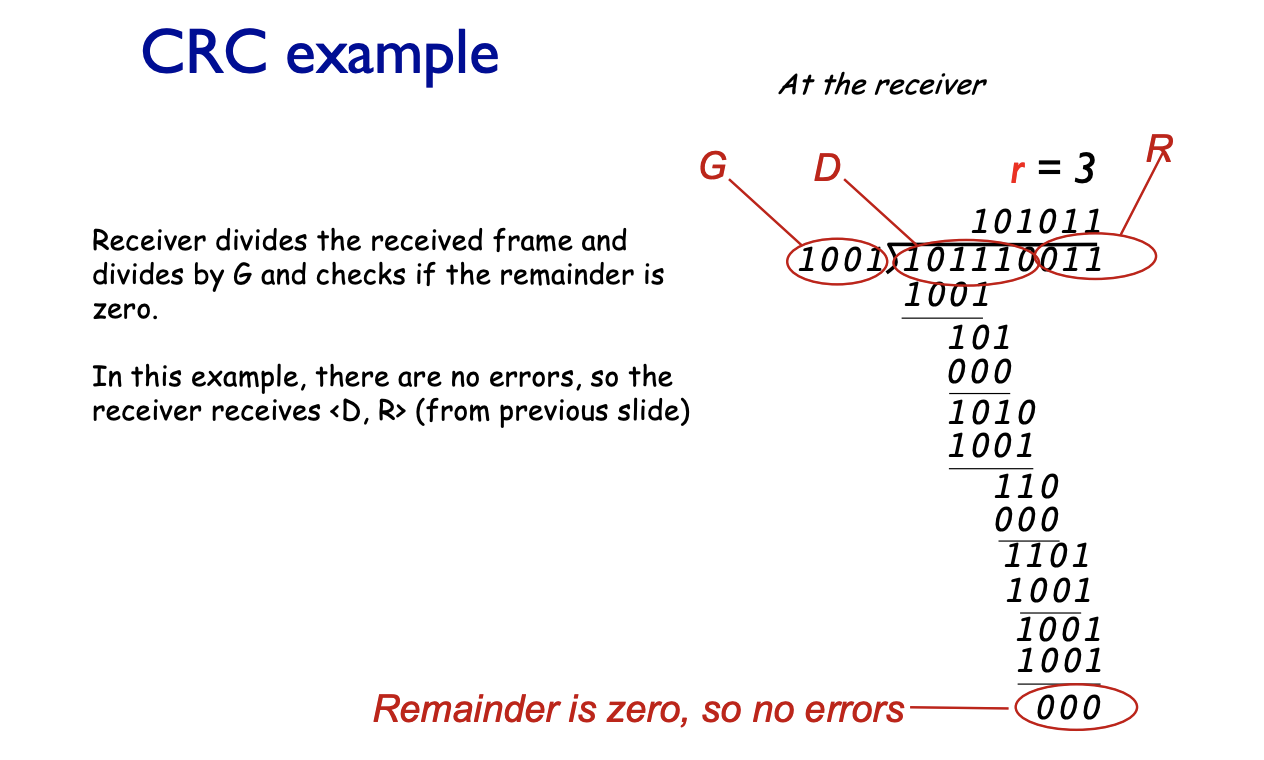 CRC example
At the receiver
G
D
r = 3
R
101011
1001)101110011
1001
101
000
1010
1001
110
000
1101
1001
1001
1001
000
Receiver divides the received frame and
divides by G and checks if the remainder is
zero.
In this example, there are no errors, so the
receiver receives <D, R> (from previous slide)
Remainder is zero, so no errors